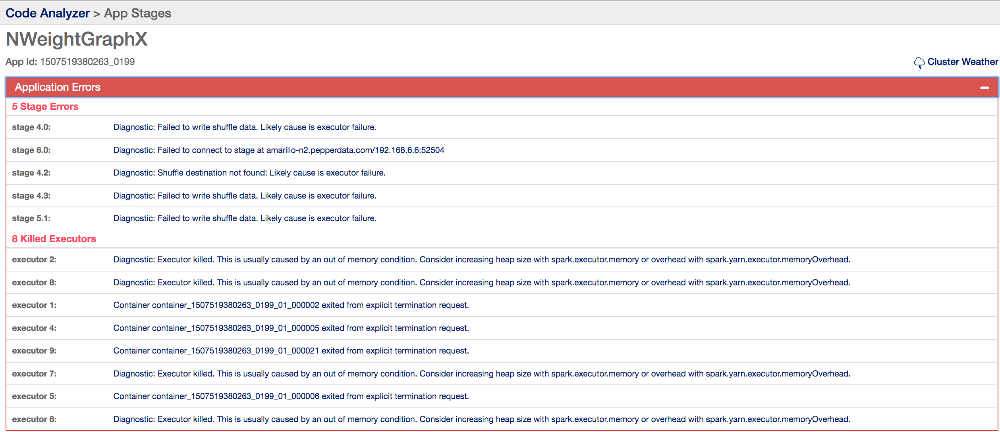 Code Analyzer > App Stages
NWeightGraphX
App Id: 1507519380263_0199
Cluster Weather
Application Errors
5 Stage Errors
stage 4.0: Diagnostic: Failed to write shuffle data. Likely cause is executor failure.
stage 6.0: Diagnostic: Failed to connect to stage at amarillo-n2.pepperdata.com/192.168.6.6:52504
stage 4.2: Diagnostic: Shuffle destination not found: Likely cause is executor failure.
stage 4.3: Diagnostic: Failed to write shuffle data. Likely cause is executor failure.
stage 5.1: Diagnostic: Failed to write shuffle data. Likely cause is executor failure.
8 Killed Executors
executor 2: Diagnostic: Executor killed. This is usually caused by an out of memory condition. Consider increasing heap size with spark.executor.memory or overhead with spark.yarn.executor.memoryOverhead.
executor 8: Diagnostic: Executor killed. This is usually caused by an out of memory condition. Consider increasing heap size with spark.executor.memory or overhead with spark.yarn.executor.memoryOverhead.
executor 1: Container container_1507519380263_0199_01_000002 exited from explicit termination request.
executor 4: Container container_1507519380263_0199_01_000005 exited from explicit termination request.
executor 9: Container container_1507519380263_0199_01_000021 exited from explicit termination request.
executor 7: Diagnostic: Executor killed. This is usually caused by an out of memory condition. Consider increasing heap size with spark.executor.memory or overhead with spark.yarn.executor.memoryOverhead.
executor 5: Container container_1507519380263_0199_01_000006 exited from explicit termination request.
executor 6: Diagnostic: Executor killed. This is usually caused by an out of memory condition. Consider increasing heap size with spark.executor.memory or overhead with spark.yarn.executor.memoryOverhead.